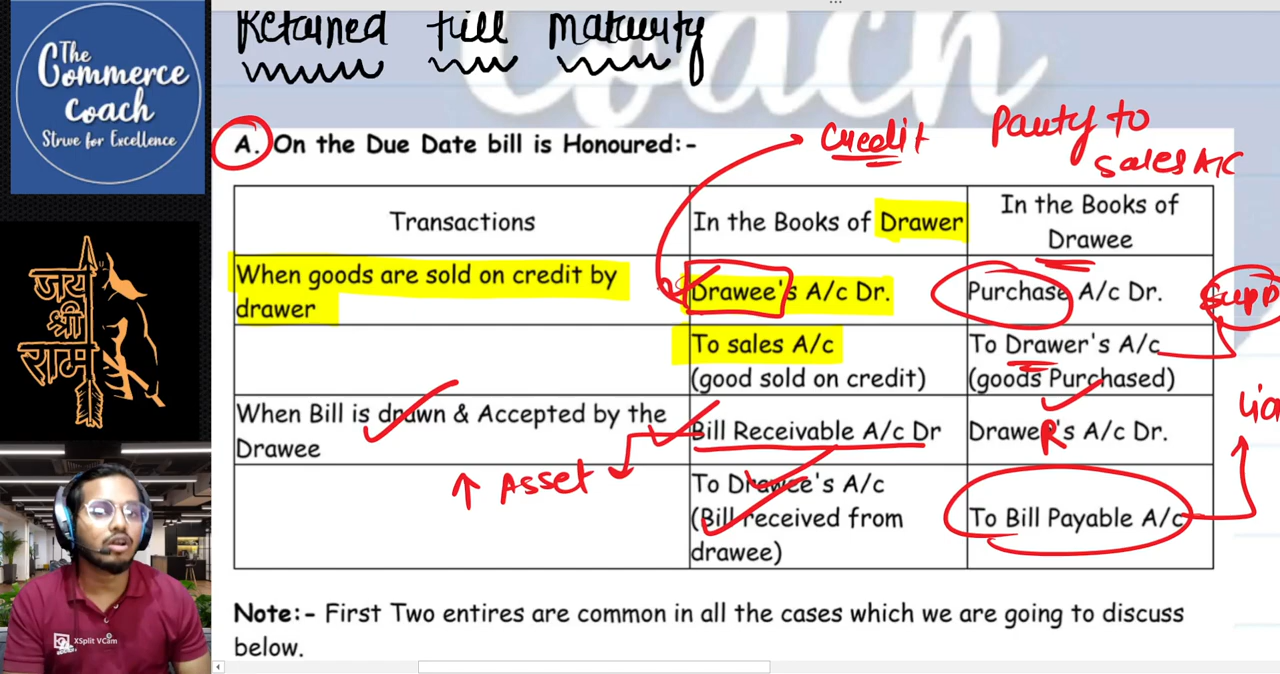 Retained till maturity
The
Commerce
Coach
Strive for Excellence
Coach
A. On the Due Date bill is Honoured:-
Credit
Pauty to
Sales A/C
Transactions
In the Books of Drawer
In the Books of
Drawee
When goods are sold on credit by
drawer
Drawee's A/c Dr.
Purchase A/c Dr.
Supp
To sales A/c
(good sold on credit)
To Drawer's A/c
(goods Purchased)
When Bill is drawn & Accepted by the
Drawee
Bill Receivable A/c Dr
DraweR's A/c Dr.
↑ Asset
To Drawee's A/c
(Bill received from
drawee)
To Bill Payable A/c
Note:- First Two entires are common in all the cases which we are going to discuss
below.
जय
श्री
राम
XSplit VCam